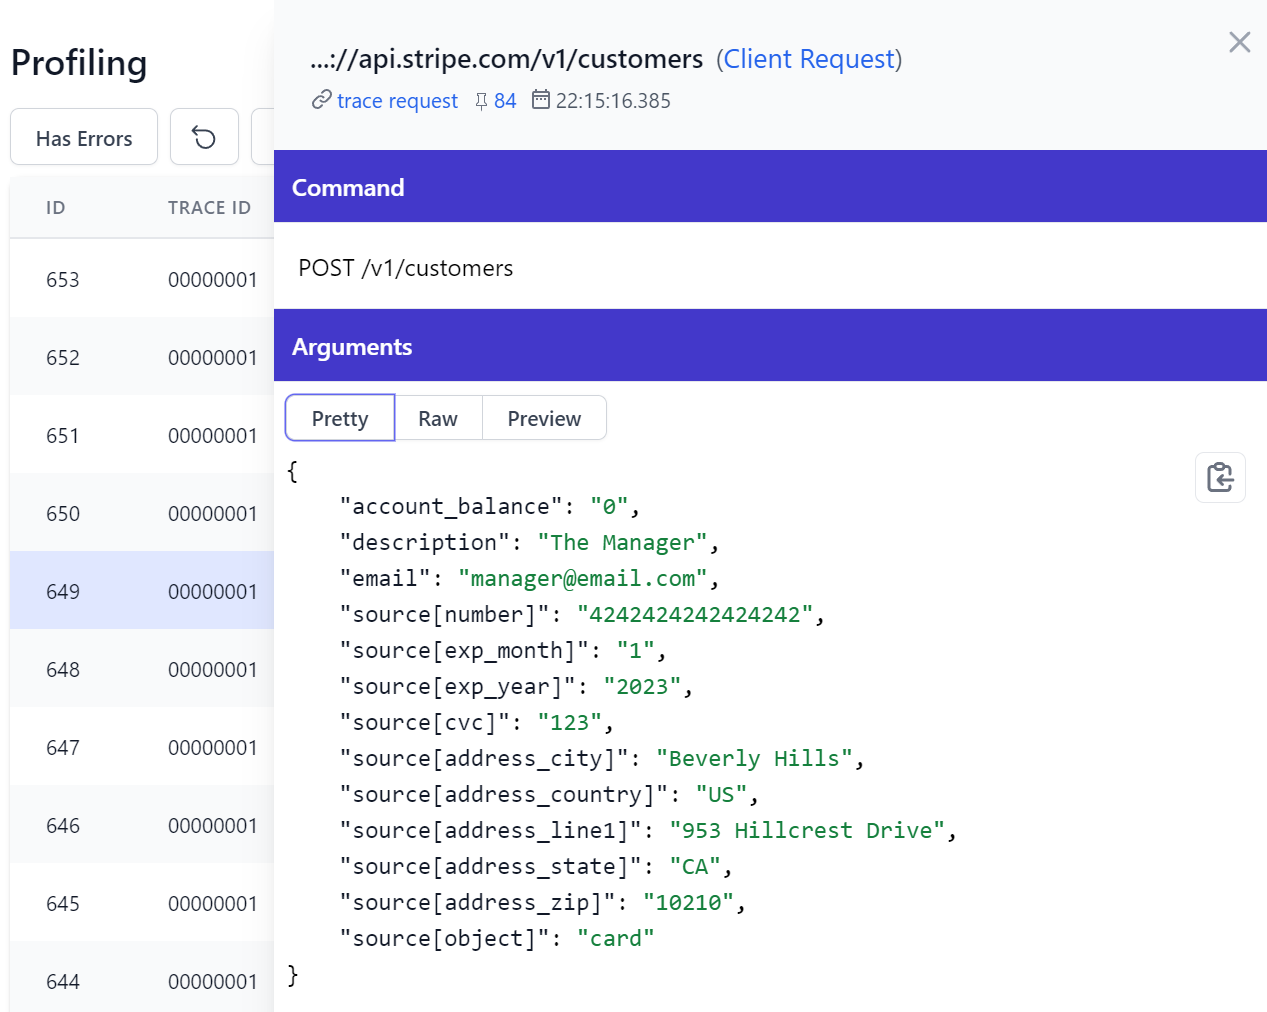 Profiling
Has Errors
ID TRACE ID
653 00000001
652 00000001
651 00000001
650 00000001
649 00000001
648 00000001
647 00000001
646 00000001
645 00000001
644 00000001
...://api.stripe.com/v1/customers (Client Request)
trace request 84 22:15:16.385
Command
POST /v1/customers
Arguments
Pretty Raw Preview
{
"account_balance": "0",
"description": "The Manager",
"email": "manager@email.com",
"source[number]": "4242424242424242",
"source[exp_month]": "1",
"source[exp_year]": "2023",
"source[cvc]": "123",
"source[address_city]": "Beverly Hills",
"source[address_country]": "US",
"source[address_line1]": "953 Hillcrest Drive",
"source[address_state]": "CA",
"source[address_zip]": "10210",
"source[object]": "card"
}